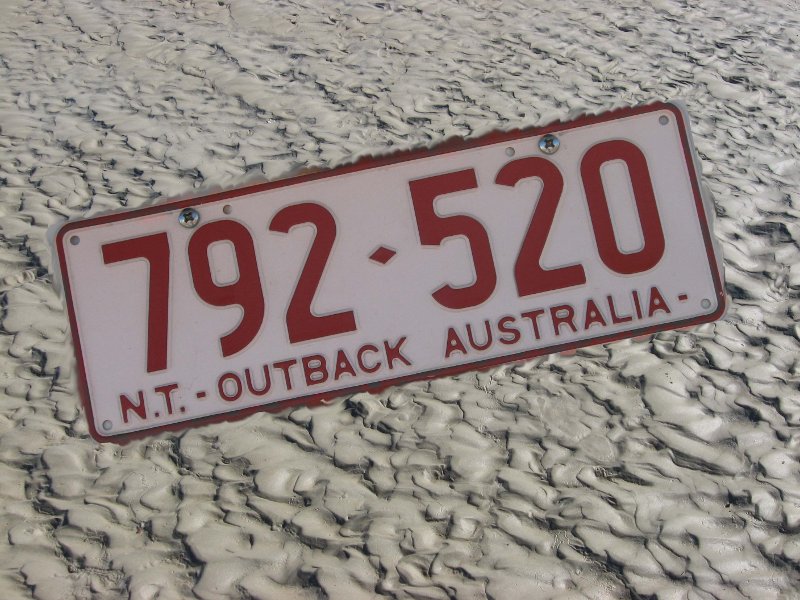 792·520
N.T. - OUTBACK AUSTRALIA -